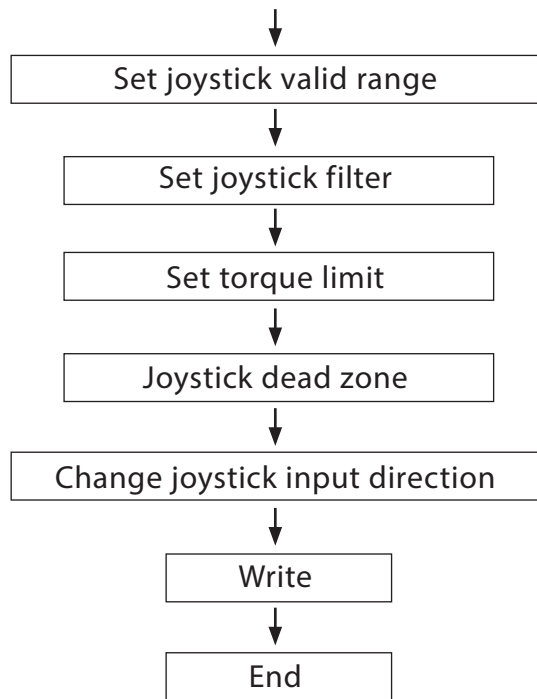 Set joystick valid range
Set joystick filter
Set torque limit
Joystick dead zone
Change joystick input direction
Write
End